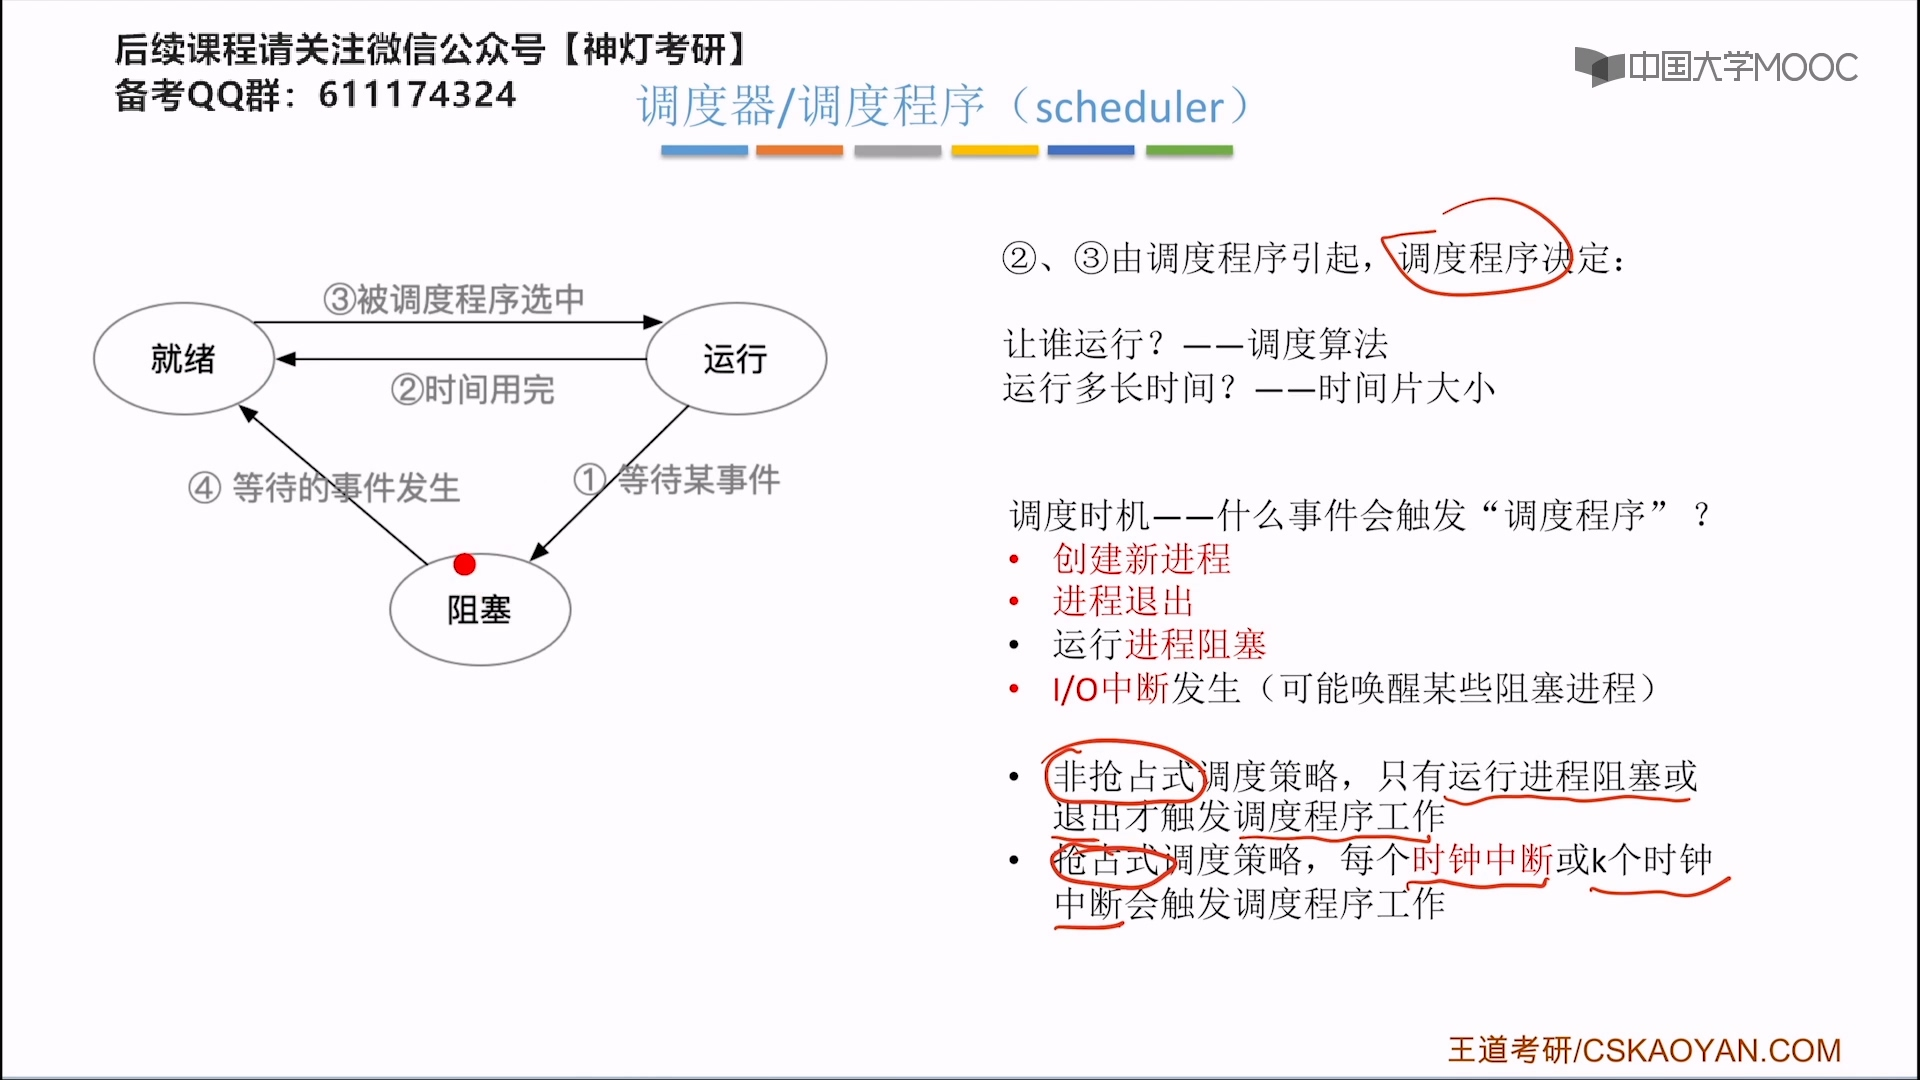 后续课程请关注微信公众号【神灯考研】
备考QQ群：611174324
中国大学MOOC
调度器/调度程序（scheduler）
②、③由调度程序引起，调度程序决定：
让谁运行？——调度算法
运行多长时间？——时间片大小
③被调度程序选中
就绪
运行
②时间用完
④ 等待的事件发生
① 等待某事件
阻塞
调度时机——什么事件会触发“调度程序”？
• 创建新进程
• 进程退出
• 运行进程阻塞
• I/O中断发生（可能唤醒某些阻塞进程）
• 非抢占式调度策略，只有运行进程阻塞或
退出才触发调度程序工作
• 抢占式调度策略，每个时钟中断或k个时钟
中断会触发调度程序工作
王道考研/CSKAOYAN.COM